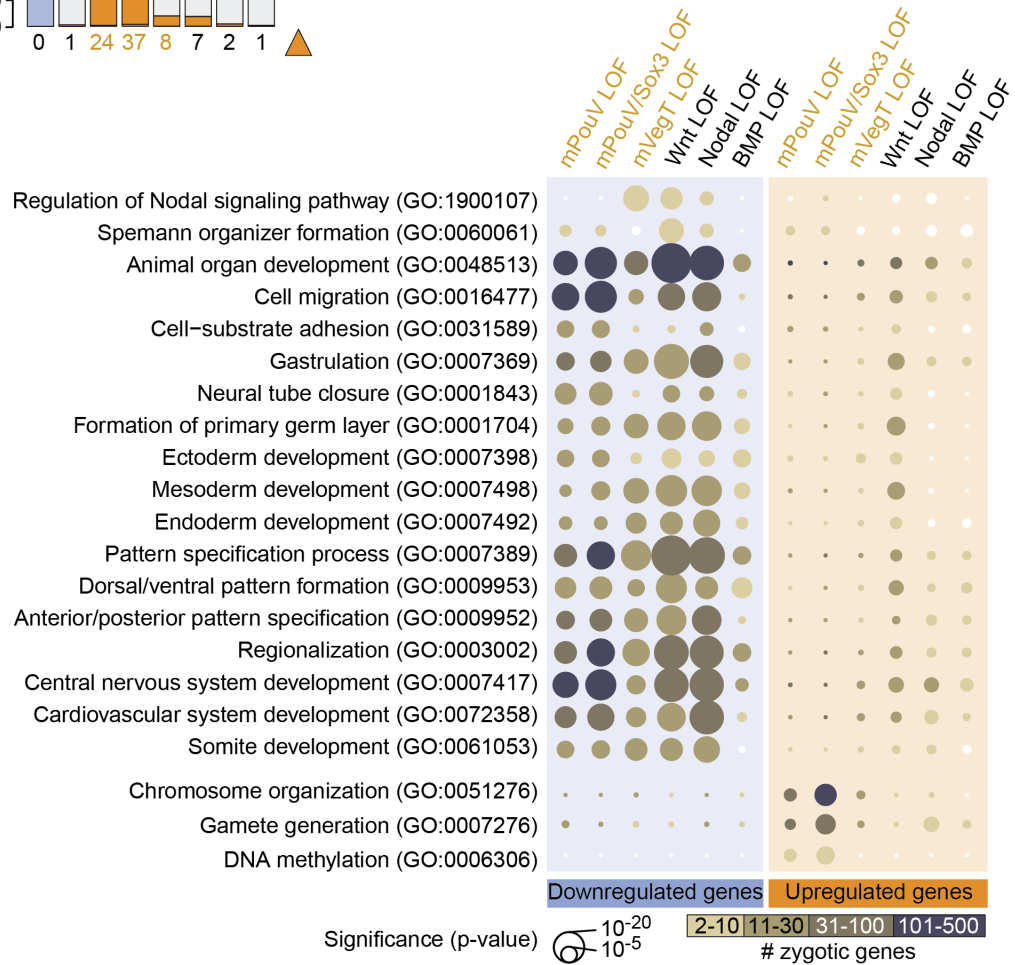 0 1 24 37 8 7 2 1
mPouV LOF
mPouV/Sox3 LOF
mVegT LOF
Wnt LOF
Nodal LOF
BMP LOF
mPouV LOF
mPouV/Sox3 LOF
mVegT LOF
Wnt LOF
Nodal LOF
BMP LOF
Regulation of Nodal signaling pathway (GO:1900107)
Spemann organizer formation (GO:0060061)
Animal organ development (GO:0048513)
Cell migration (GO:0016477)
Cell−substrate adhesion (GO:0031589)
Gastrulation (GO:0007369)
Neural tube closure (GO:0001843)
Formation of primary germ layer (GO:0001704)
Ectoderm development (GO:0007398)
Mesoderm development (GO:0007498)
Endoderm development (GO:0007492)
Pattern specification process (GO:0007389)
Dorsal/ventral pattern formation (GO:0009953)
Anterior/posterior pattern specification (GO:0009952)
Regionalization (GO:0003002)
Central nervous system development (GO:0007417)
Cardiovascular system development (GO:0072358)
Somite development (GO:0061053)
Chromosome organization (GO:0051276)
Gamete generation (GO:0007276)
DNA methylation (GO:0006306)
Downregulated genes Upregulated genes
Significance (p-value) 10-20 10-5
2-10 11-30 31-100 101-500
# zygotic genes